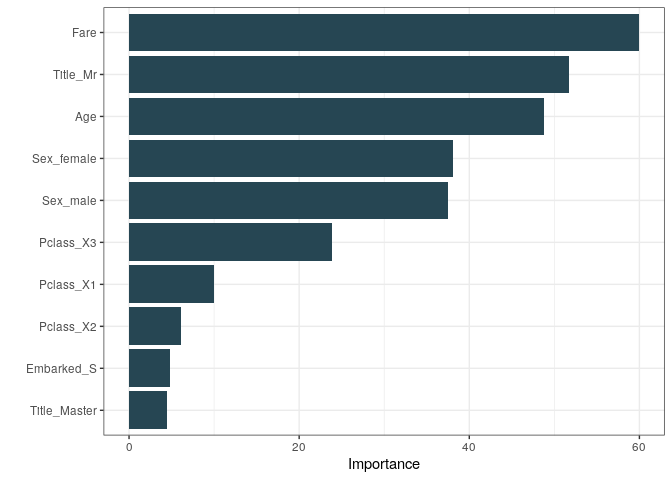 Fare
Title_Mr
Age
Sex_female
Sex_male
Pclass_X3
Pclass_X1
Pclass_X2
Embarked_S
Title_Master
0 20 40 60
Importance